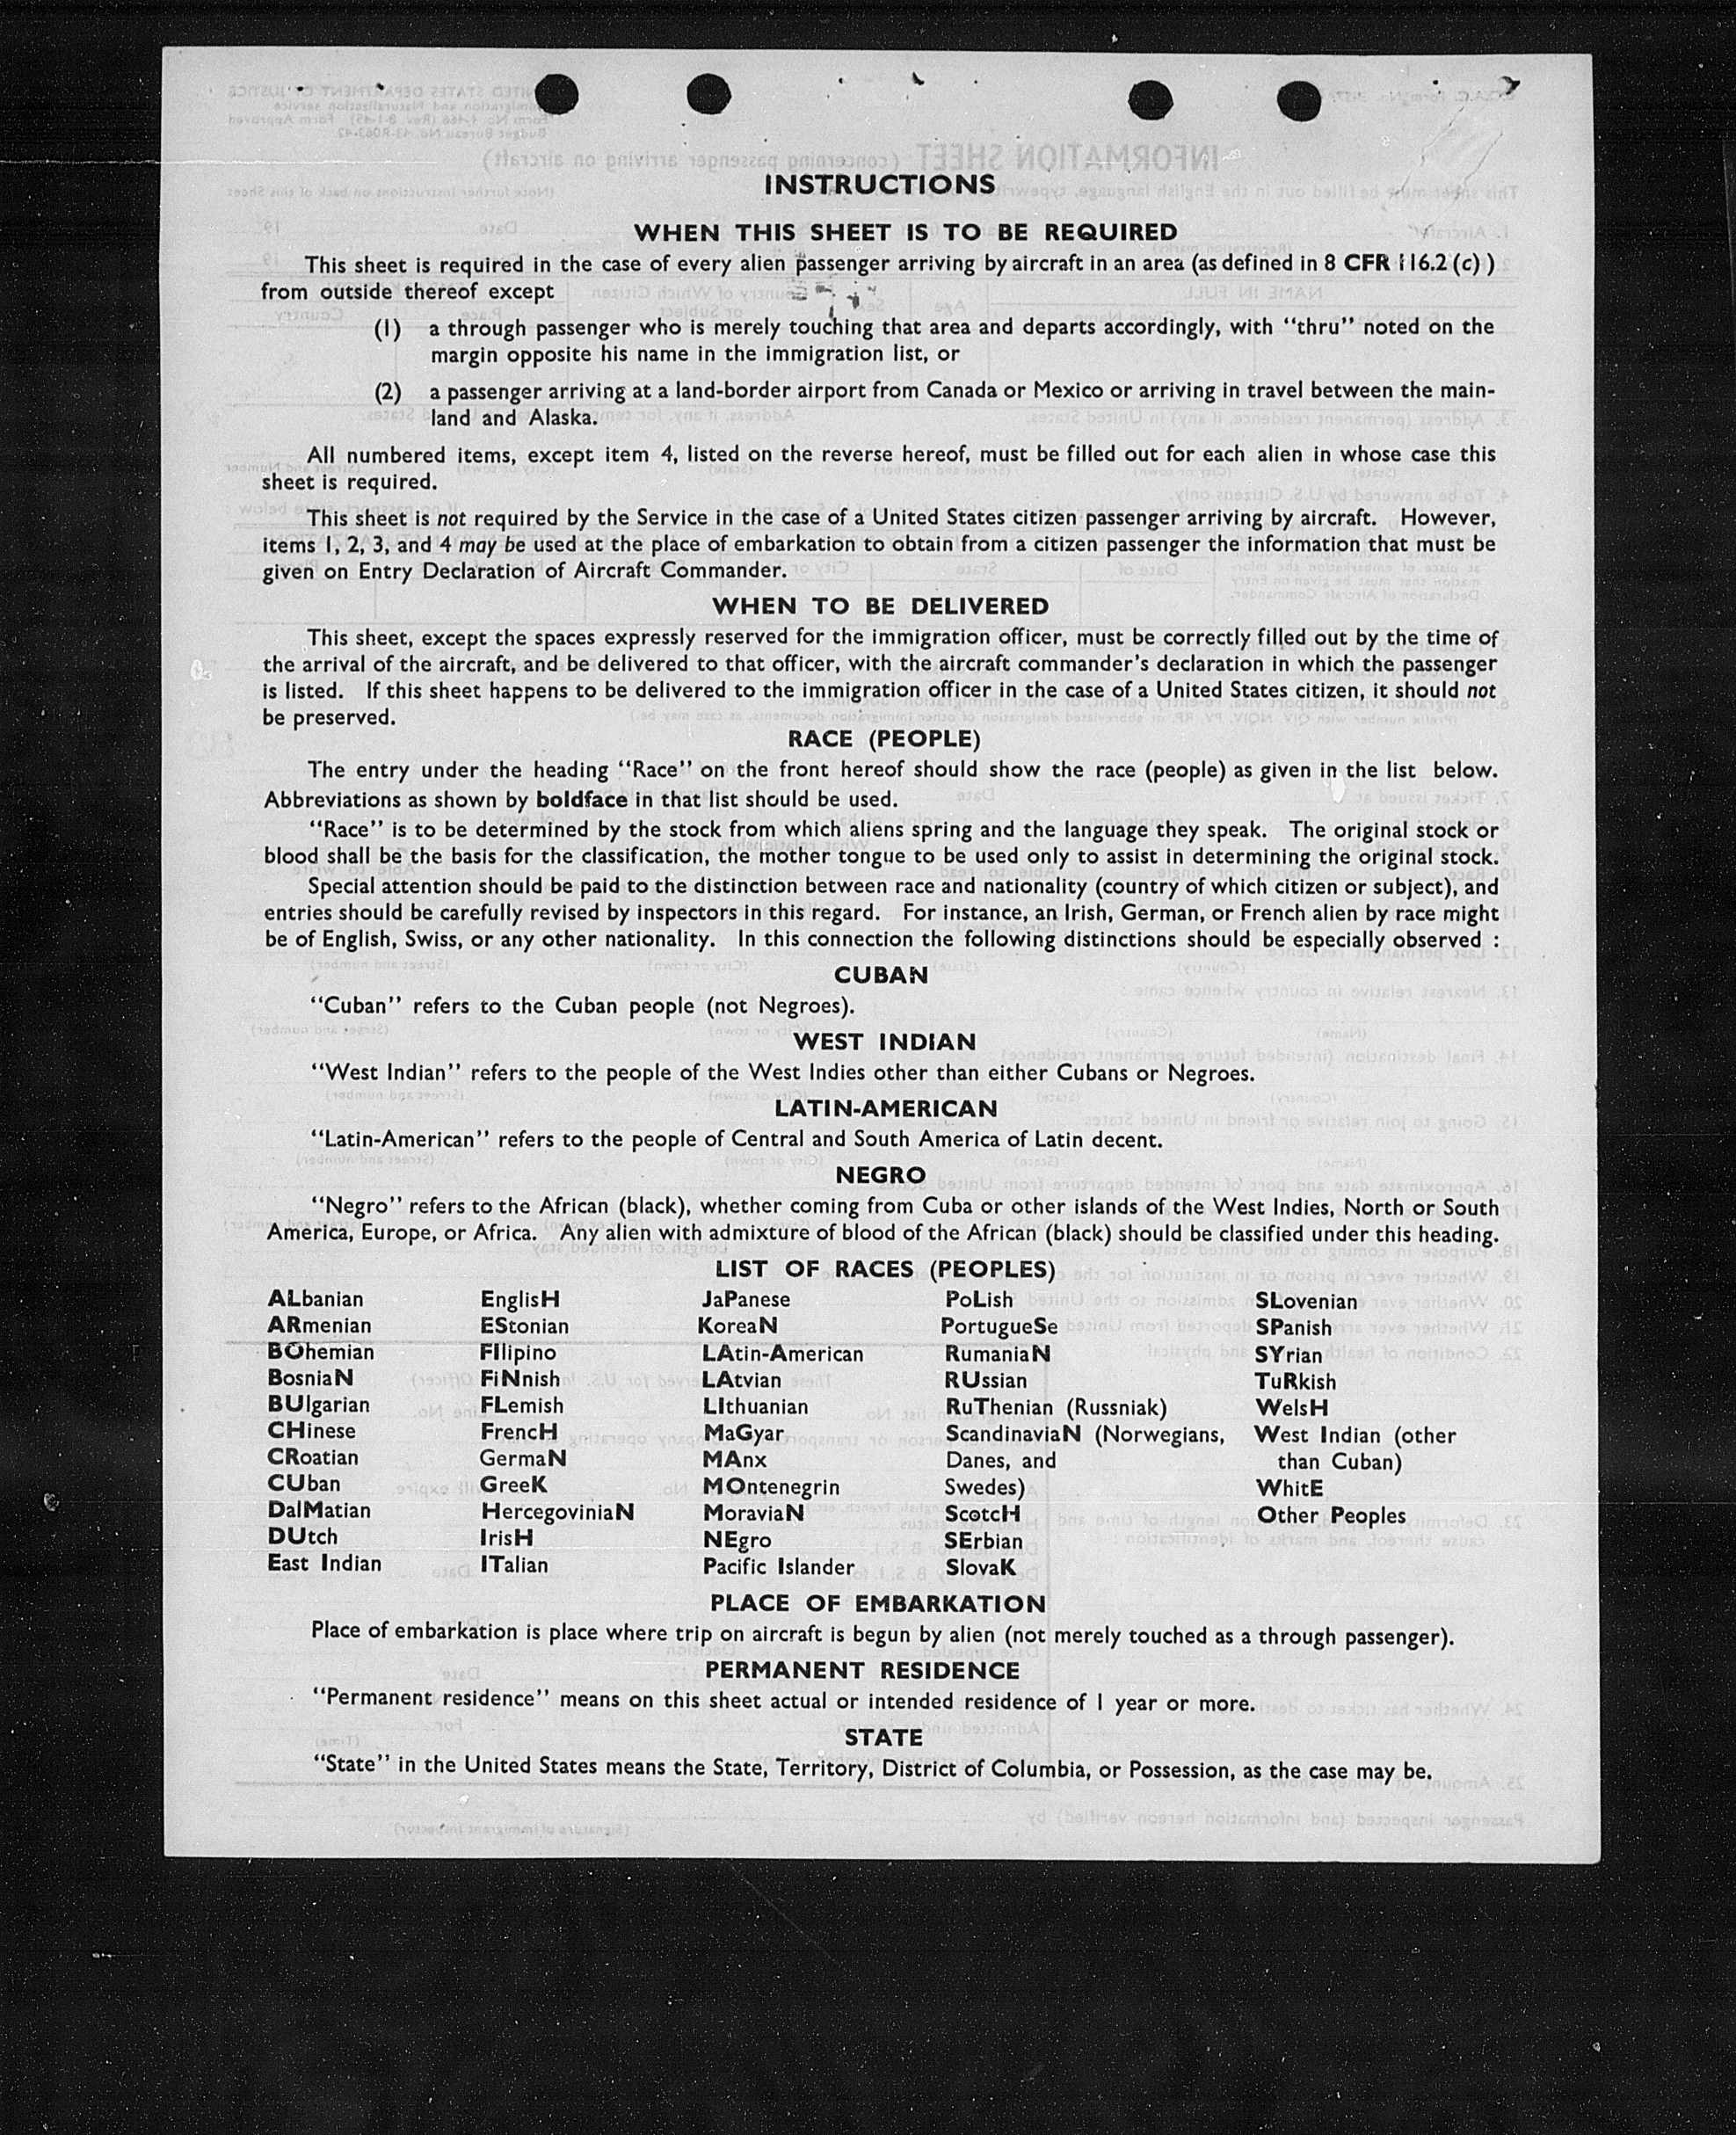 INSTRUCTIONS
WHEN THIS SHEET IS TO BE REQUIRED
This sheet is required in the case of every alien passenger arriving by aircraft in an area (as defined in 8 CFR 116.2 (c) )
from outside thereof except
(1) a through passenger who is merely touching that area and departs accordingly, with "thru" noted on the
margin opposite his name in the immigration list, or
(2) a passenger arriving at a land-border airport from Canada or Mexico or arriving in travel between the main-
land and Alaska.
All numbered items, except item 4, listed on the reverse hereof, must be filled out for each alien in whose case this
sheet is required.
This sheet is not required by the Service in the case of a United States citizen passenger arriving by aircraft. However,
items 1, 2, 3, and 4 may be used at the place of embarkation to obtain from a citizen passenger the information that must be
given on Entry Declaration of Aircraft Commander.
WHEN TO BE DELIVERED
This sheet, except the spaces expressly reserved for the immigration officer, must be correctly filled out by the time of
the arrival of the aircraft, and be delivered to that officer, with the aircraft commander's declaration in which the passenger
is listed. If this sheet happens to be delivered to the immigration officer in the case of a United States citizen, it should not
be preserved.
RACE (PEOPLE)
The entry under the heading "Race" on the front hereof should show the race (people) as given in the list below.
Abbreviations as shown by boldface in that list should be used.
"Race" is to be determined by the stock from which aliens spring and the language they speak. The original stock or
blood shall be the basis for the classification, the mother tongue to be used only to assist in determining the original stock.
Special attention should be paid to the distinction between race and nationality (country of which citizen or subject), and
entries should be carefully revised by inspectors in this regard. For instance, an Irish, German, or French alien by race might
be of English, Swiss, or any other nationality. In this connection the following distinctions should be especially observed :
CUBAN
"Cuban" refers to the Cuban people (not Negroes).
WEST INDIAN
"West Indian" refers to the people of the West Indies other than either Cubans or Negroes.
LATIN-AMERICAN
"Latin-American" refers to the people of Central and South America of Latin decent.
NEGRO
"Negro" refers to the African (black), whether coming from Cuba or other islands of the West Indies, North or South
America, Europe, or Africa. Any alien with admixture of blood of the African (black) should be classified under this heading.
LIST OF RACES (PEOPLES)
ALbanian
ARmenian
BOhemian
BosniaN
BUlgarian
CHinese
CRoatian
CUban
DalMatian
DUtch
East Indian
EnglisH
EStonian
FIlipino
FiNnish
FLemish
FrencH
GermaN
GreeK
HercegoviniaN
IrisH
ITalian
JaPanese
KoreaN
LAtin-American
LAtvian
LIthuanian
MaGyar
MAnx
MOntenegrin
MoraviaN
NEgro
Pacific Islander
PoLish
PortugueSe
RumaniaN
RUssian
RuThenian (Russniak)
ScandinaviaN (Norwegians,
Danes, and
Swedes)
ScotcH
SErbian
SlovaK
SLovenian
SPanish
SYrian
TuRkish
WelsH
West Indian (other
than Cuban)
WhitE
Other Peoples
PLACE OF EMBARKATION
Place of embarkation is place where trip on aircraft is begun by alien (not merely touched as a through passenger).
PERMANENT RESIDENCE
"Permanent residence" means on this sheet actual or intended residence of 1 year or more.
STATE
"State" in the United States means the State, Territory, District of Columbia, or Possession, as the case may be.